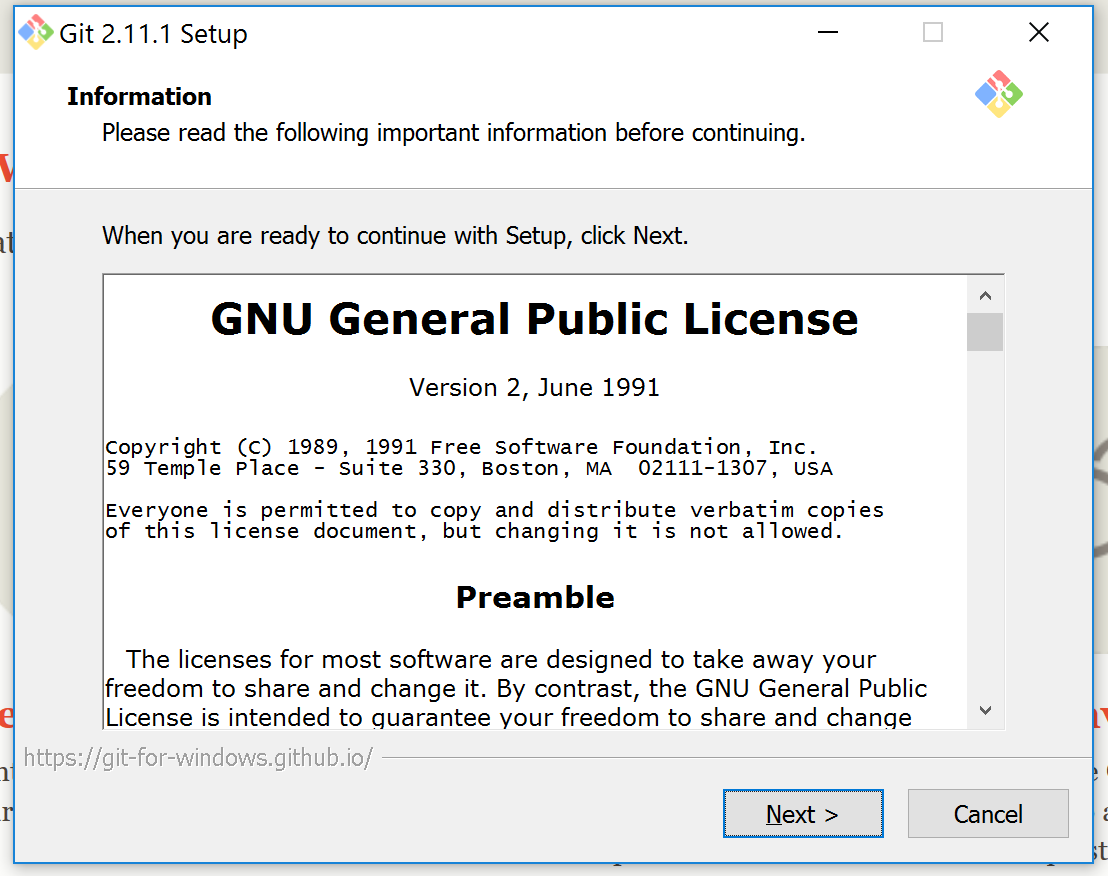 Git 2.11.1 Setup
Information
Please read the following important information before continuing.
When you are ready to continue with Setup, click Next.
GNU General Public License
Version 2, June 1991
Copyright (C) 1989, 1991 Free Software Foundation, Inc.
59 Temple Place - Suite 330, Boston, MA  02111-1307, USA
Everyone is permitted to copy and distribute verbatim copies
of this license document, but changing it is not allowed.
Preamble
The licenses for most software are designed to take away your
freedom to share and change it. By contrast, the GNU General Public
License is intended to guarantee your freedom to share and change
https://git-for-windows.github.io/
Next >
Cancel